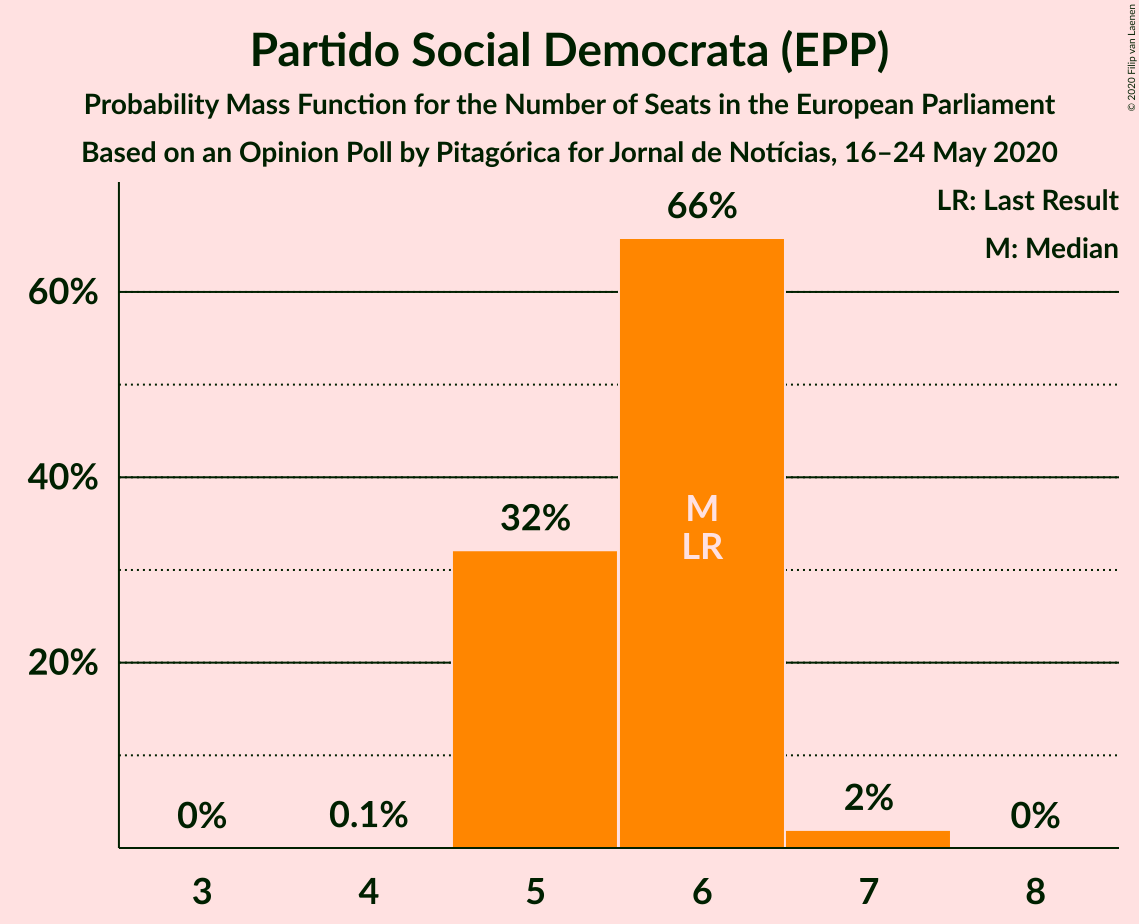 Partido Social Democrata (EPP)
Probability Mass Function for the Number of Seats in the European Parliament
Based on an Opinion Poll by Pitagórica for Jornal de Notícias, 16–24 May 2020
© 2020 Filip van Laenen
LR: Last Result
M: Median
66%
60%
40%
32%
M
LR
20%
0%
0.1%
2%
0%
3
4
5
6
7
8